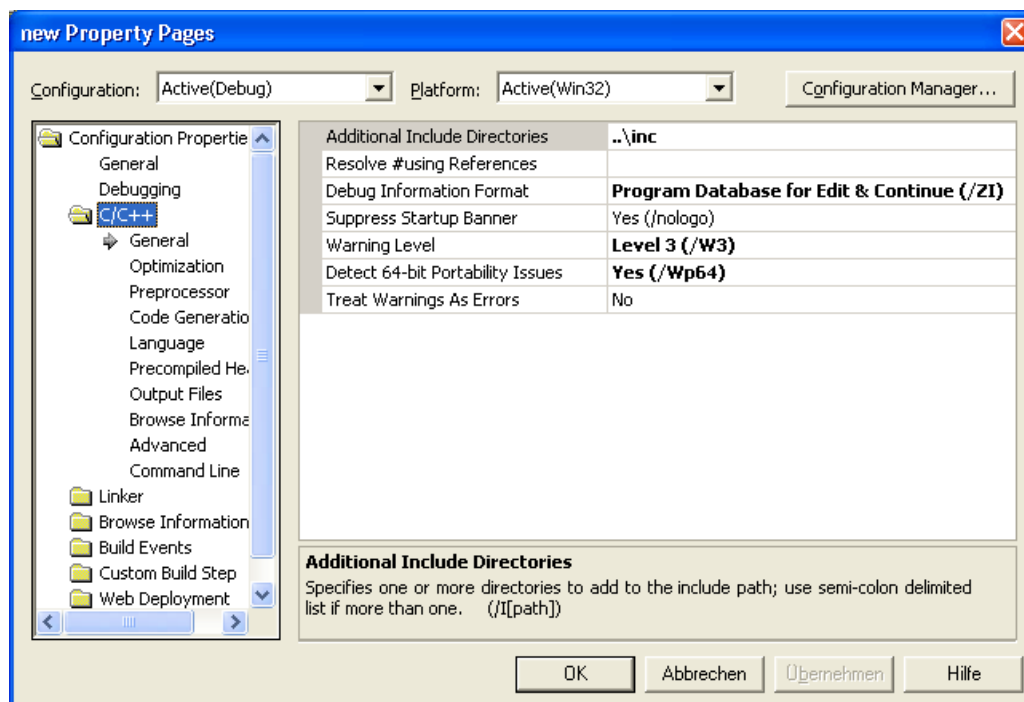 new Property Pages
Configuration: Active(Debug) Platform: Active(Win32) Configuration Manager...
Configuration Propertie
General
Debugging
C/C++
General
Optimization
Preprocessor
Code Generatio
Language
Precompiled He
Output Files
Browse Informa
Advanced
Command Line
Linker
Browse Information
Build Events
Custom Build Step
Web Deployment
Additional Include Directories ..\inc
Resolve #using References
Debug Information Format Program Database for Edit & Continue (/ZI)
Suppress Startup Banner Yes (/nologo)
Warning Level Level 3 (/W3)
Detect 64-bit Portability Issues Yes (/Wp64)
Treat Warnings As Errors No
Additional Include Directories
Specifies one or more directories to add to the include path; use semi-colon delimited
list if more than one. (/I[path])
OK Abbrechen Übernehmen Hilfe